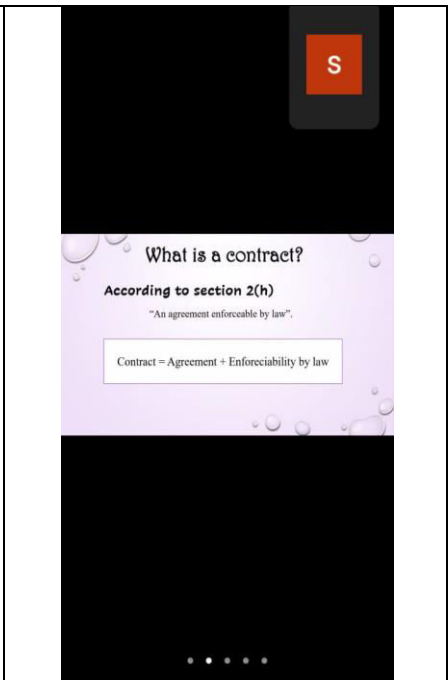 S
What is a contract?
According to section 2(h)
“An agreement enforceable by law”.
Contract = Agreement + Enforeciability by law